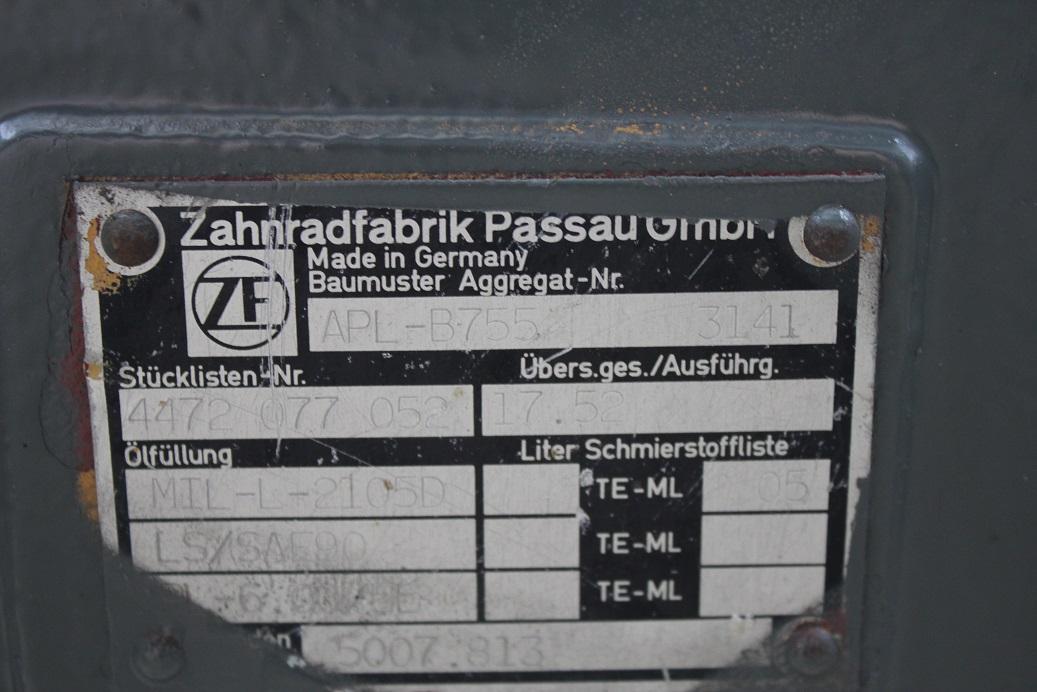 Zahnradfabrik Passau GmbH
ZF
Made in Germany
Baumuster Aggregat-Nr.
APL-B755 3141
Stücklisten-Nr. Übers.ges./Ausführg.
4472 077 052 17.52
Ölfüllung Liter Schmierstoffliste
MIL-L-2105D TE-ML 05
LS/SAE90 TE-ML
TE-ML
5007.813